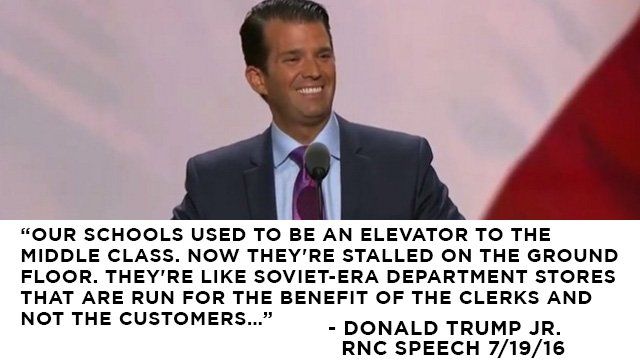 “OUR SCHOOLS USED TO BE AN ELEVATOR TO THE
MIDDLE CLASS. NOW THEY'RE STALLED ON THE GROUND
FLOOR. THEY'RE LIKE SOVIET-ERA DEPARTMENT STORES
THAT ARE RUN FOR THE BENEFIT OF THE CLERKS AND
NOT THE CUSTOMERS...”
- DONALD TRUMP JR.
RNC SPEECH 7/19/16